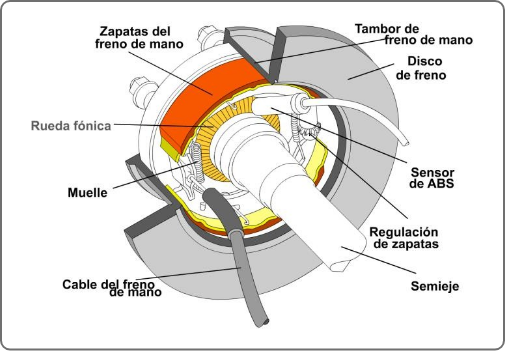 Zapatas del
freno de mano
Tambor de
freno de mano
Disco
de freno
Rueda fónica
Sensor
de ABS
Muelle
Regulación
de zapatas
Cable del freno
de mano
Semieje